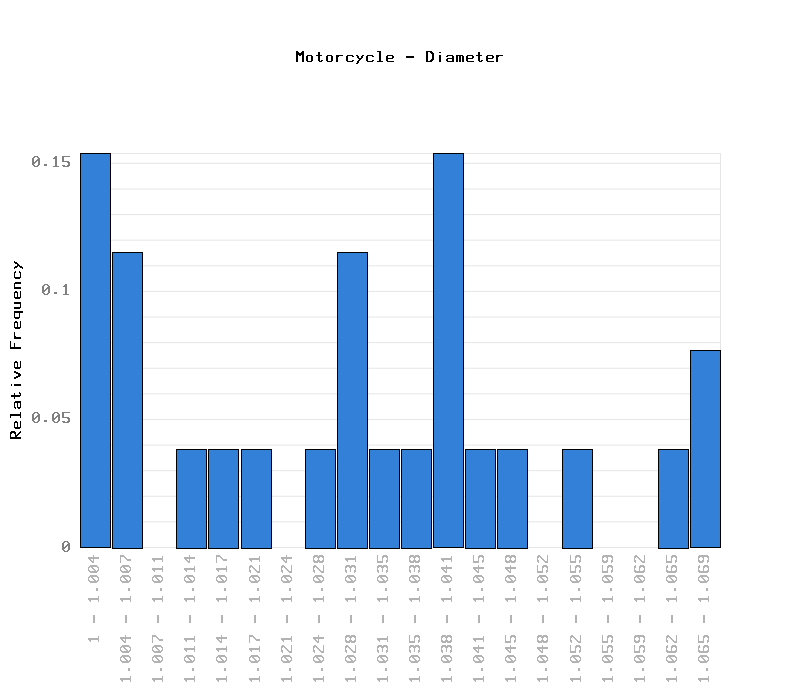 Motorcycle - Diameter
Relative Frequency
0.15
0.1
0.05
0
1 - 1.004
1.004 - 1.007
1.007 - 1.011
1.011 - 1.014
1.014 - 1.017
1.017 - 1.021
1.021 - 1.024
1.024 - 1.028
1.028 - 1.031
1.031 - 1.035
1.035 - 1.038
1.038 - 1.041
1.041 - 1.045
1.045 - 1.048
1.048 - 1.052
1.052 - 1.055
1.055 - 1.059
1.059 - 1.062
1.062 - 1.065
1.065 - 1.069